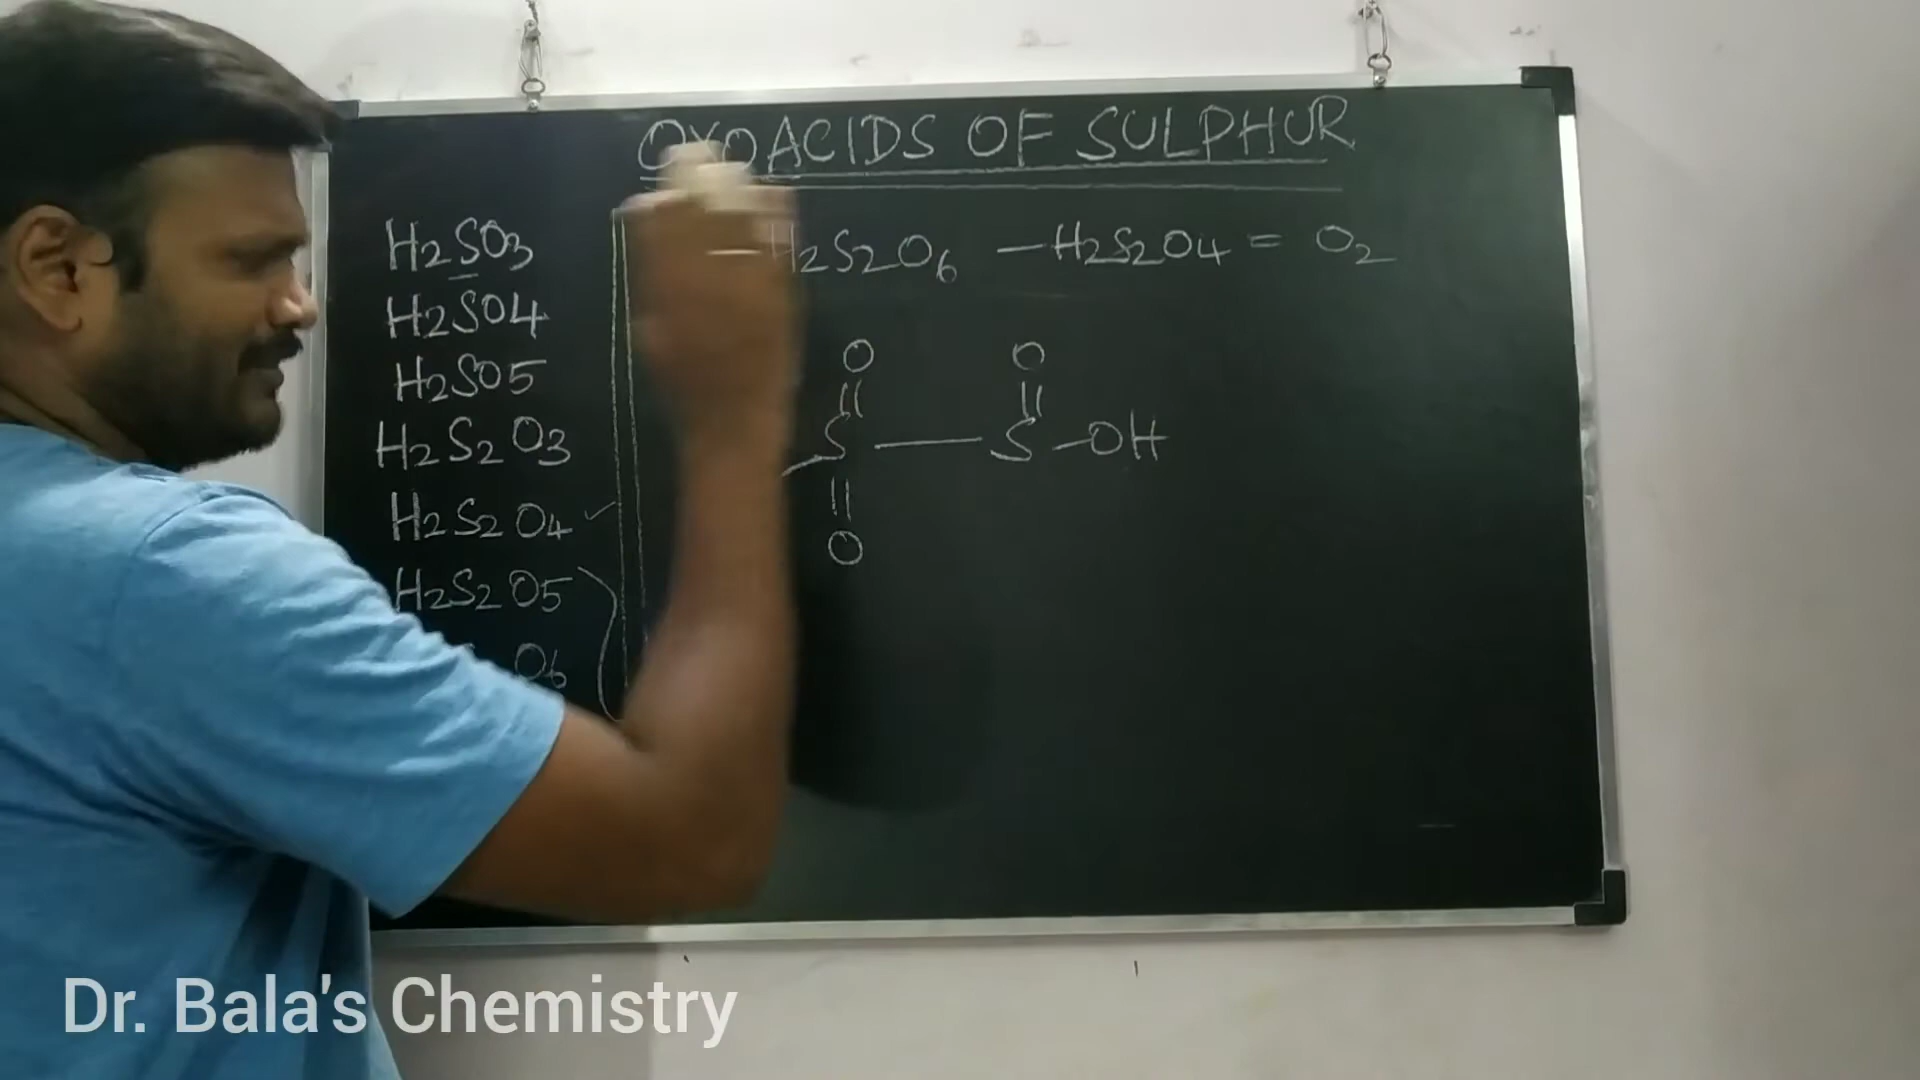 OXOACIDS OF SULPHUR
H2SO3
H2SO4
H2SO5
H2S2O3
H2S2O4 ✓
H2S2O5
O6
– H2S2O6 – H2S2O4 = O2
O O
|| ||
S — S – OH
||
O
Dr. Bala's Chemistry